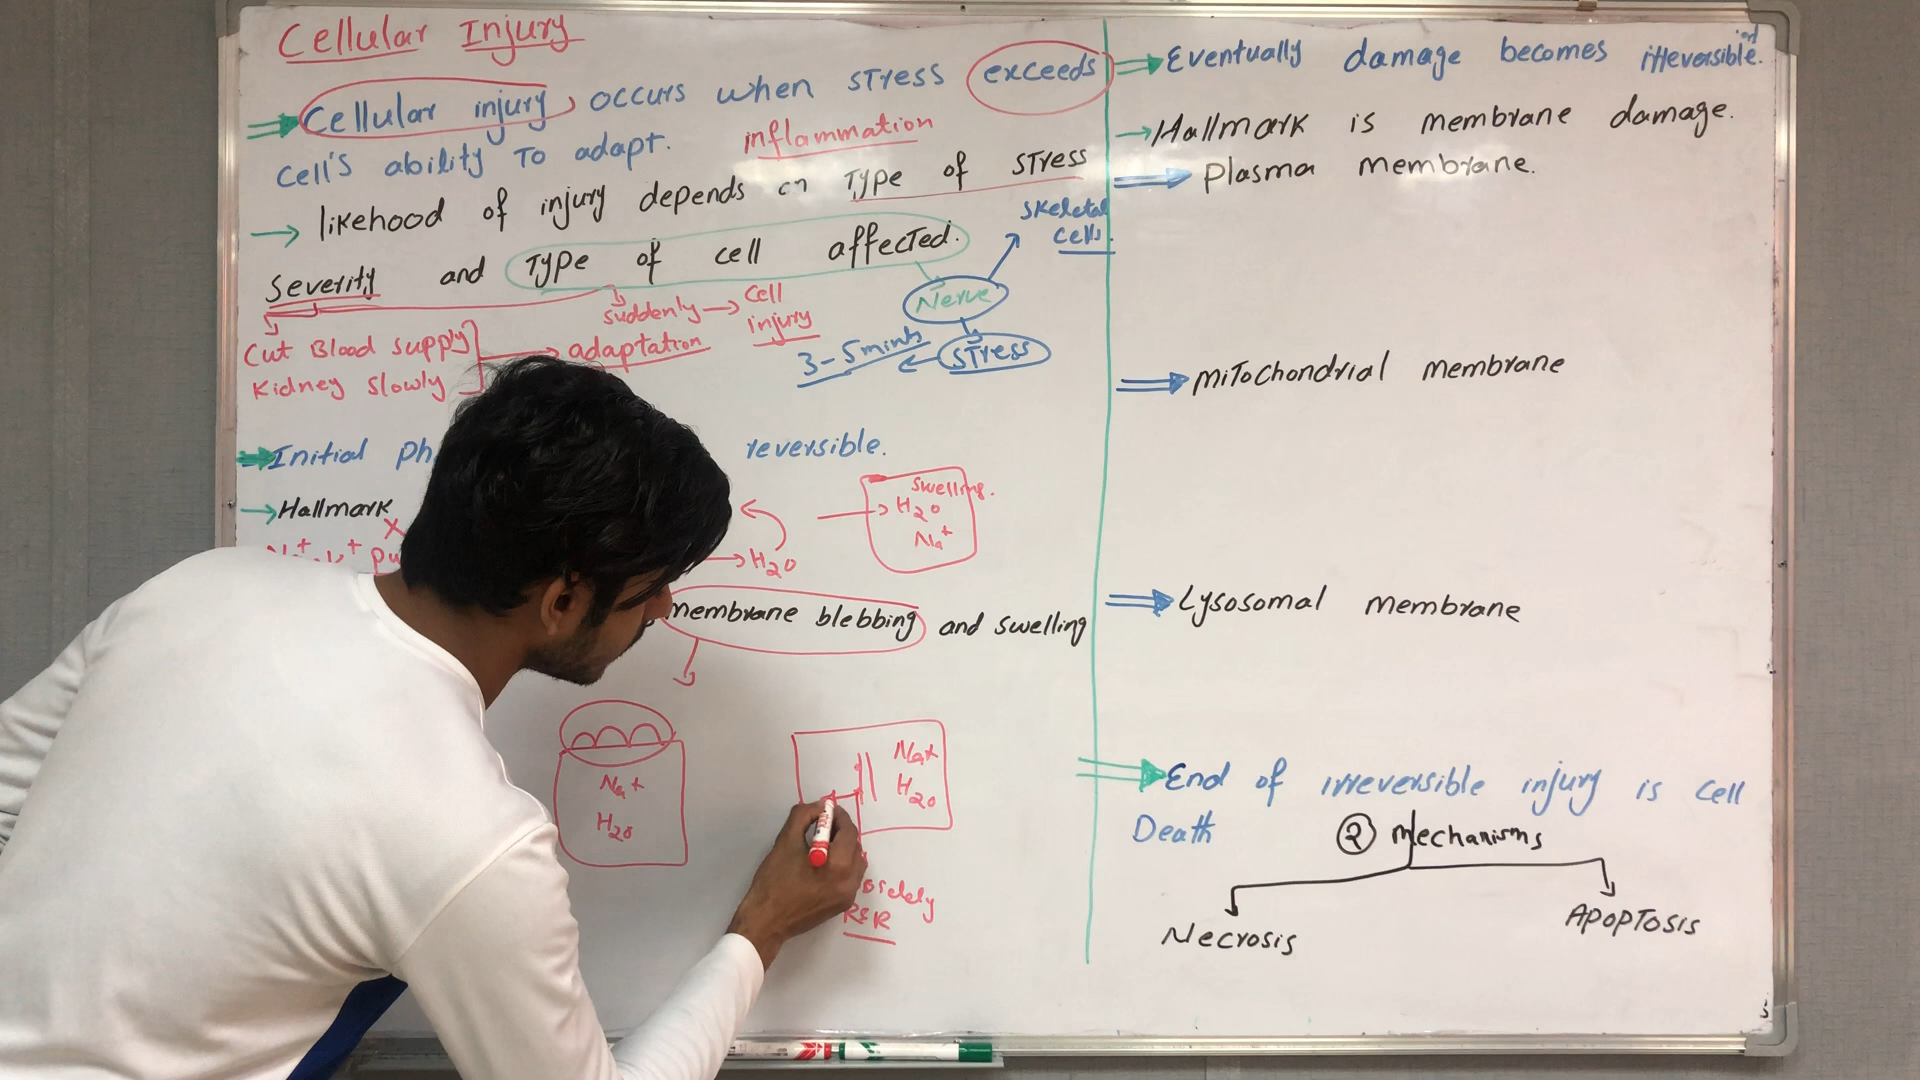 Cellular Injury
Cellular injury occurs when stress exceeds
cell's ability to adapt. inflammation
likehood of injury depends on type of stress
Severity and Type of cell affected.
skeletal
cells.
Nerve
stress
3-5 mints
suddenly → cell
injury
Cut Blood supply
Kidney slowly
adaptation
Initial reversible.
Hallmark
H2O
swelling.
H2O
Na+
membrane blebbing and swelling
Na+
H2O
Na+
H2O
RER
Eventually damage becomes irreversible.
Hallmark is membrane damage.
Plasma membrane.
Mitochondrial membrane
Lysosomal membrane
End of irreversible injury is cell
Death
2 mechanisms
Necrosis
Apoptosis